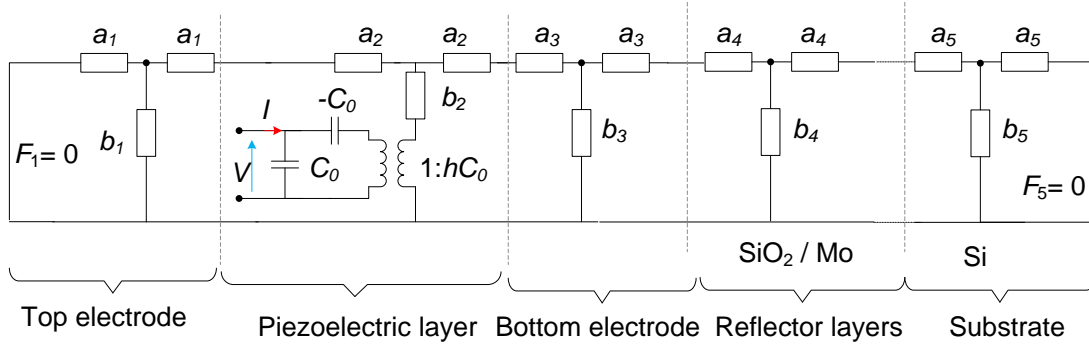 a1 a1 a2 a2 a3 a3 a4 a4 a5 a5
b1 b2 b3 b4 b5
I -C0
F1= 0 V C0 1:hC0 F5= 0
SiO2 / Mo Si
Top electrode Piezoelectric layer Bottom electrode Reflector layers Substrate